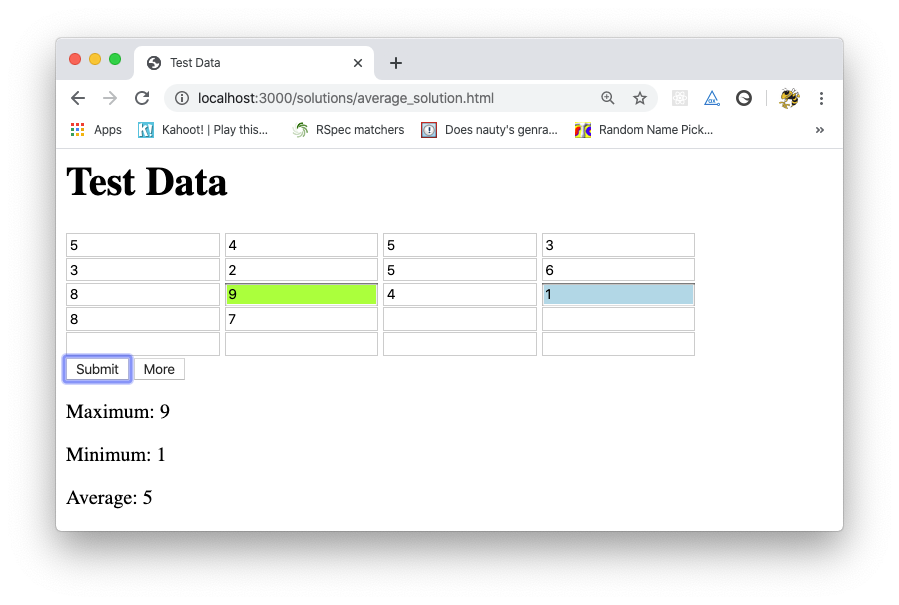 Test Data
localhost:3000/solutions/average_solution.html
Apps Kahoot! | Play this... RSpec matchers Does nauty's genra... Random Name Pick... »
Test Data
5 4 5 3
3 2 5 6
8 9 4 1
8 7
Submit More
Maximum: 9
Minimum: 1
Average: 5